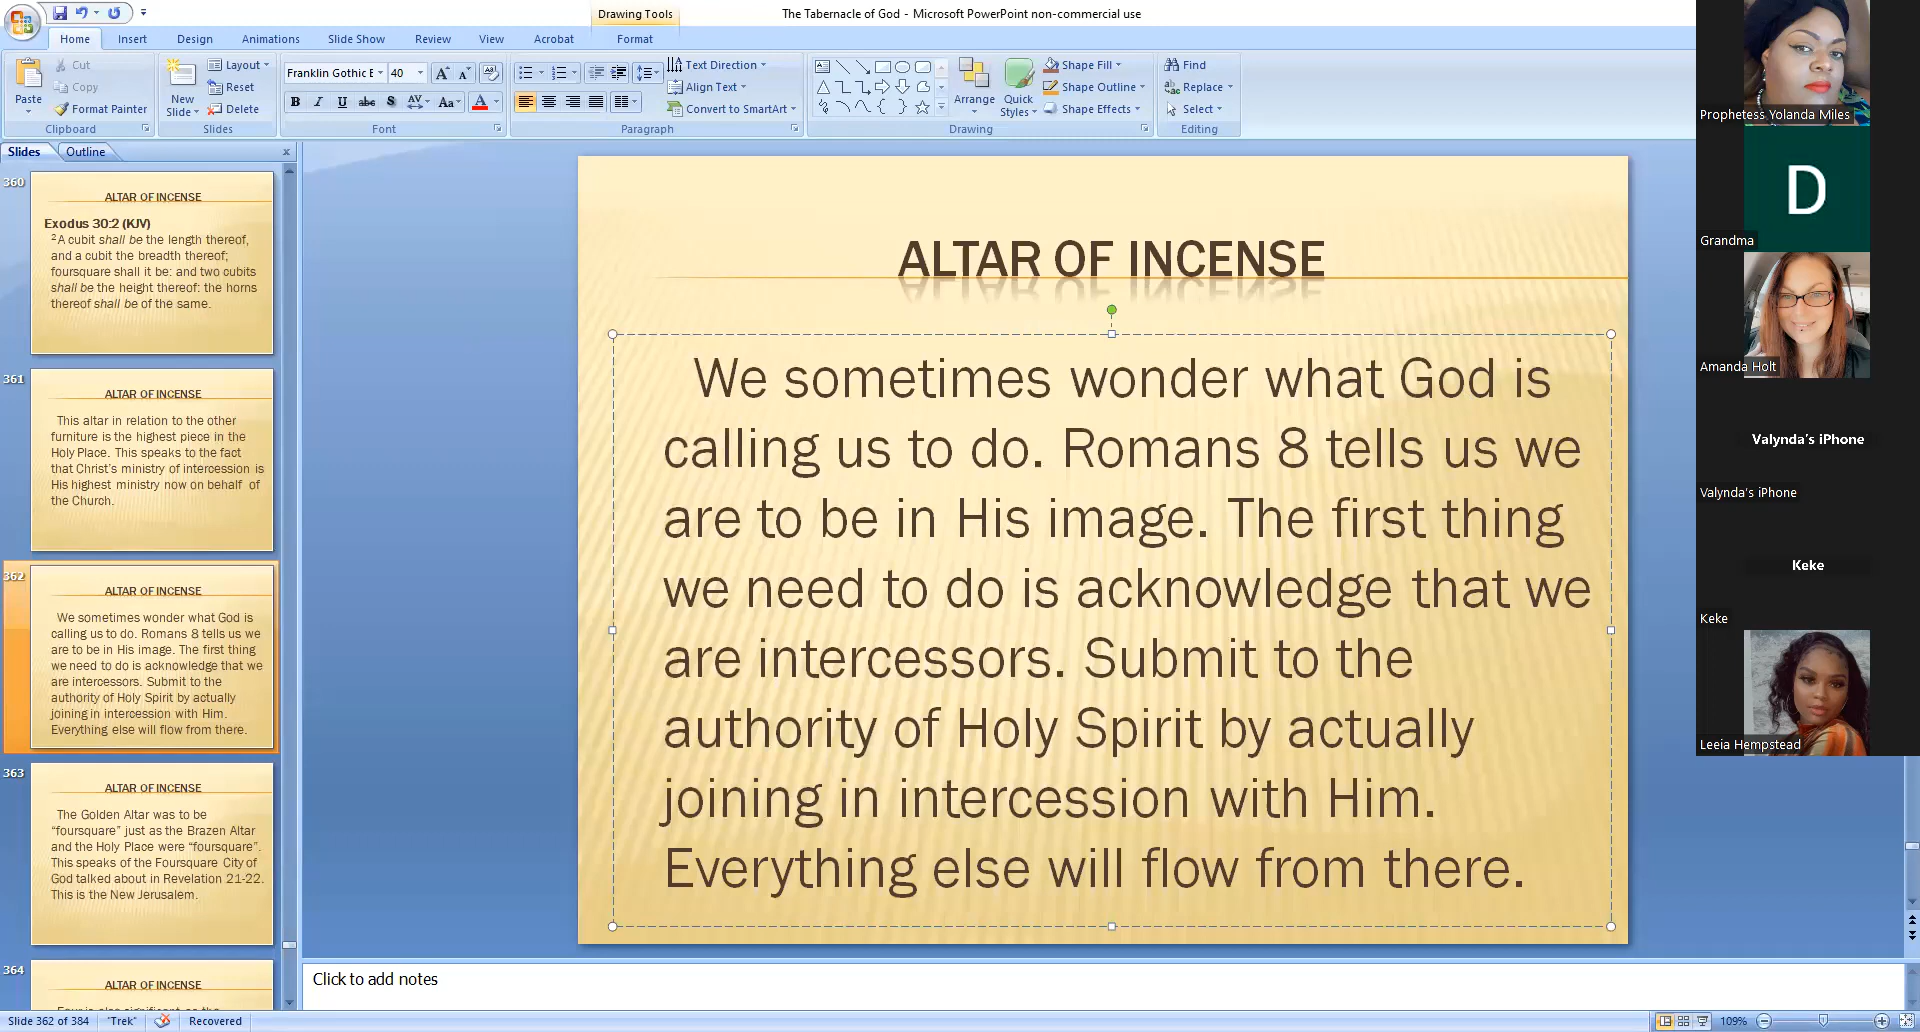 Drawing Tools
The Tabernacle of God - Microsoft PowerPoint non-commercial use
Home Insert Design Animations Slide Show Review View Acrobat Format
Paste
Cut
Copy
Format Painter
Clipboard
New
Slide
Layout
Reset
Delete
Slides
Franklin Gothic E 40
B I U abc S AV Aa A
Font
Text Direction
Align Text
Convert to SmartArt
Paragraph
Arrange
Quick
Styles
Shape Fill
Shape Outline
Shape Effects
Drawing
Find
Replace
Select
Editing
Slides Outline
360
ALTAR OF INCENSE
Exodus 30:2 (KJV)
2 A cubit shall be the length thereof,
and a cubit the breadth thereof;
foursquare shall it be: and two cubits
shall be the height thereof: the horns
thereof shall be of the same.
361
ALTAR OF INCENSE
This altar in relation to the other
furniture is the highest piece in the
Holy Place. This speaks to the fact
that Christ's ministry of intercession is
His highest ministry now on behalf of
the Church.
362
ALTAR OF INCENSE
We sometimes wonder what God is
calling us to do. Romans 8 tells us we
are to be in His image. The first thing
we need to do is acknowledge that we
are intercessors. Submit to the
authority of Holy Spirit by actually
joining in intercession with Him.
Everything else will flow from there.
363
ALTAR OF INCENSE
The Golden Altar was to be
“foursquare” just as the Brazen Altar
and the Holy Place were “foursquare”.
This speaks of the Foursquare City of
God talked about in Revelation 21-22.
This is the New Jerusalem.
364
ALTAR OF INCENSE
ALTAR OF INCENSE
We sometimes wonder what God is
calling us to do. Romans 8 tells us we
are to be in His image. The first thing
we need to do is acknowledge that we
are intercessors. Submit to the
authority of Holy Spirit by actually
joining in intercession with Him.
Everything else will flow from there.
Click to add notes
Slide 362 of 384 "Trek" Recovered 109%
Prophetess Yolanda Miles
D
Grandma
Amanda Holt
Valynda's iPhone
Valynda's iPhone
Keke
Keke
Leeia Hempstead